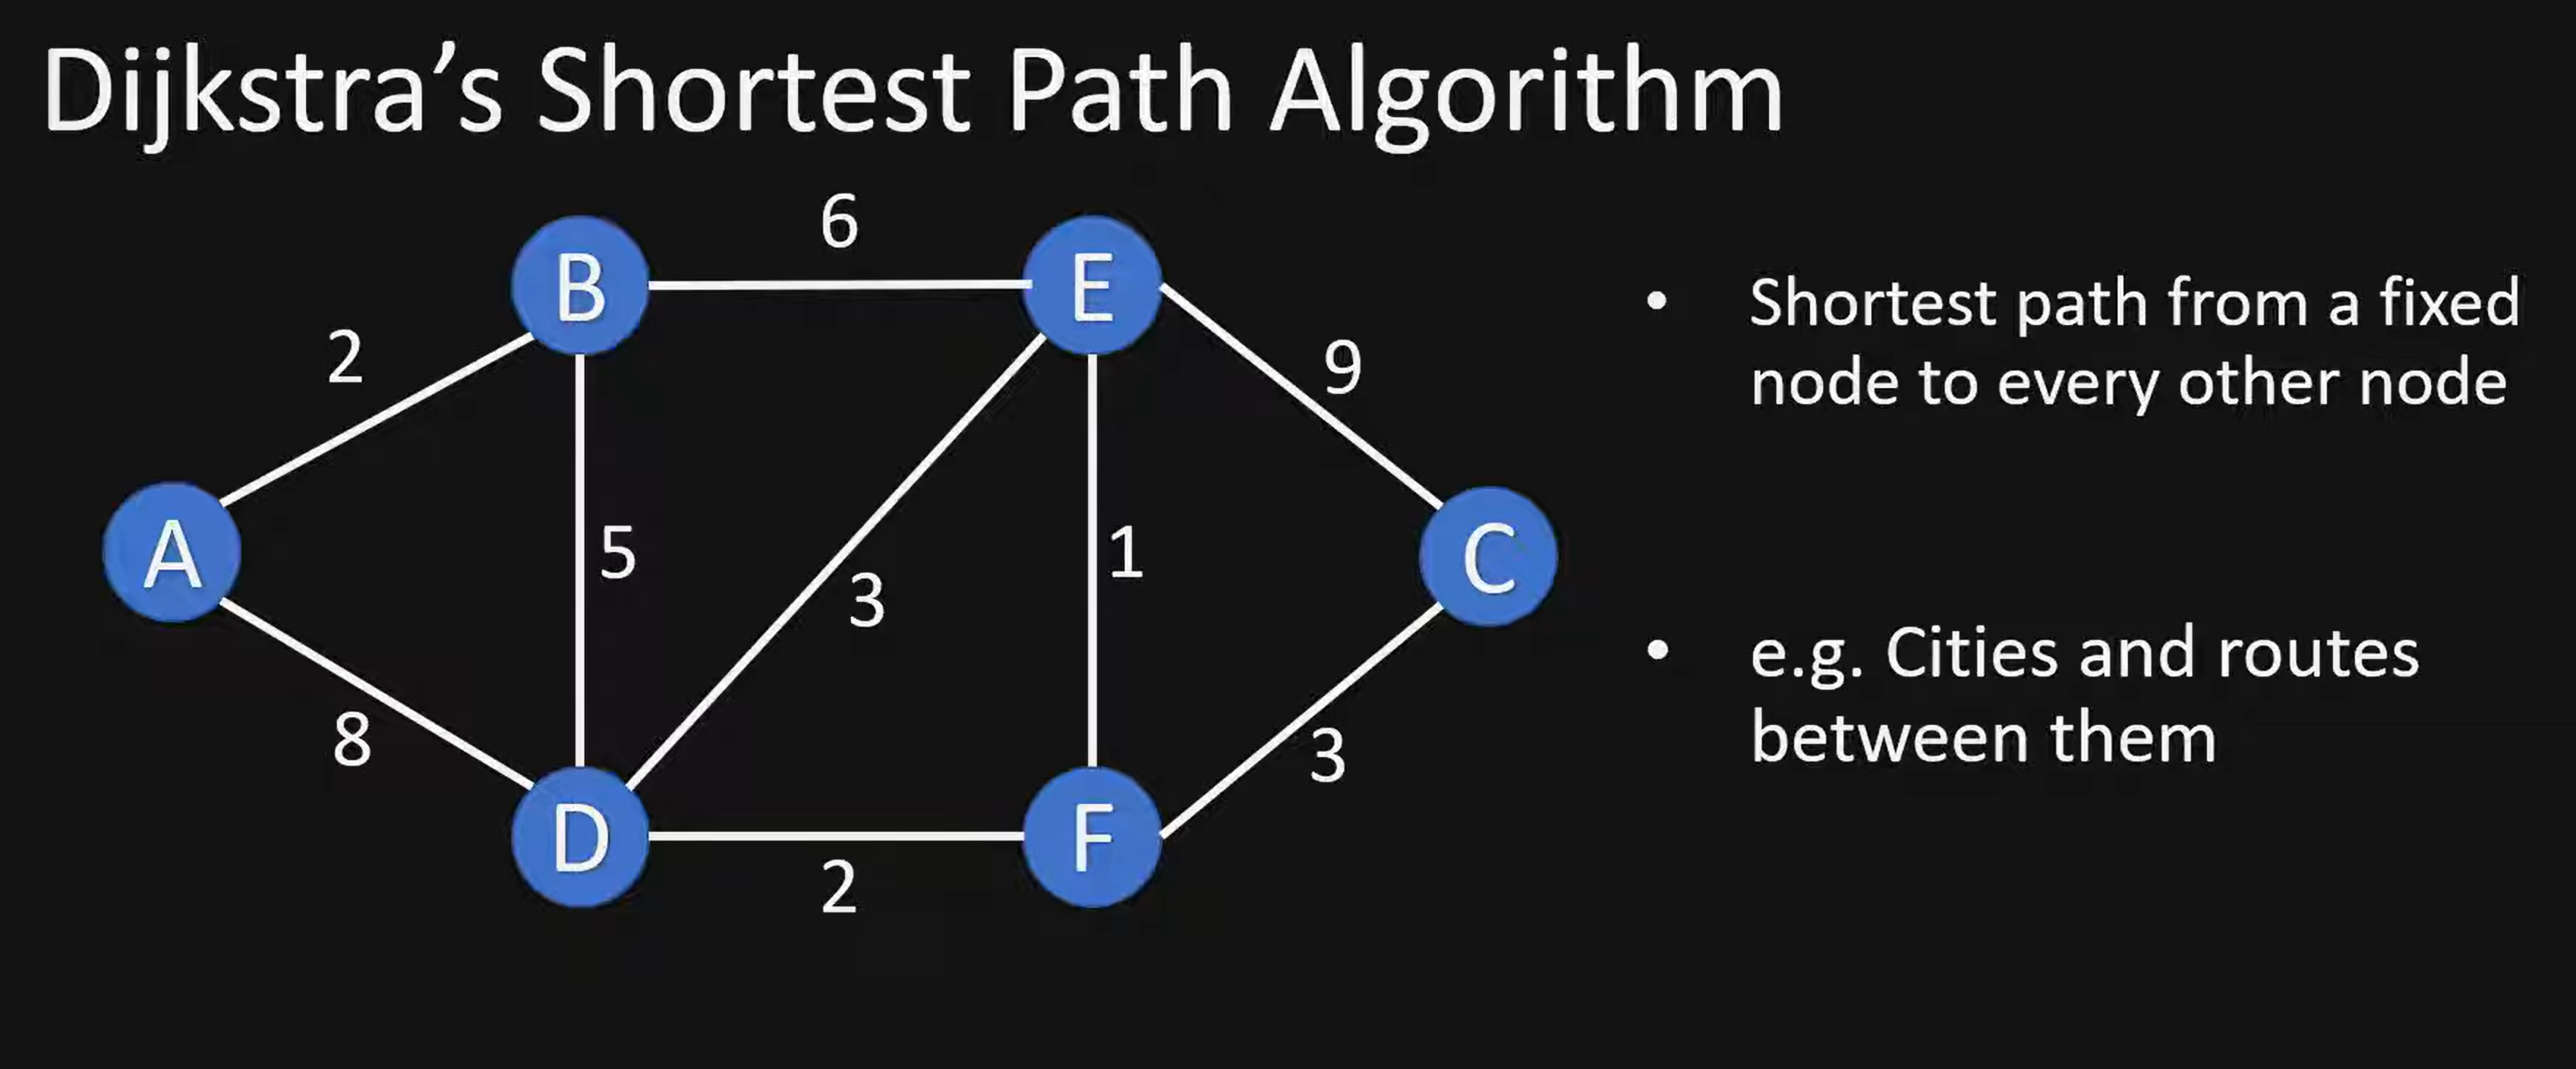 Dijkstra’s Shortest Path Algorithm
6
B
E
2
9
A
5
3
1
C
8
3
D
F
2
• Shortest path from a fixed
node to every other node
• e.g. Cities and routes
between them